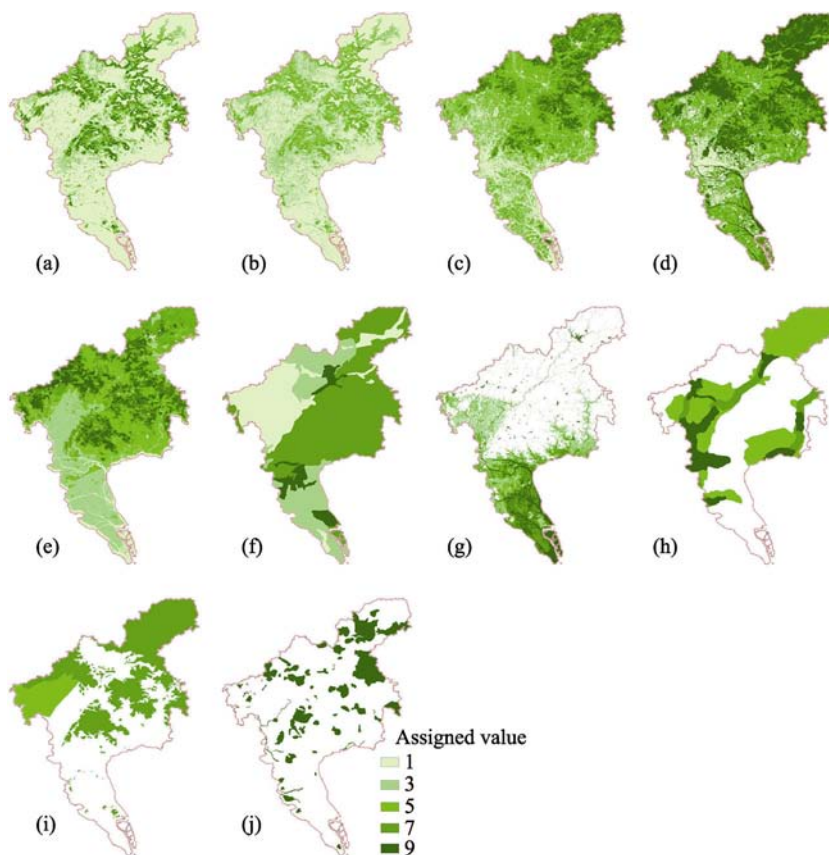 (a)
(b)
(c)
(d)
(e)
(f)
(g)
(h)
(i)
(j)
Assigned value
1
3
5
7
9